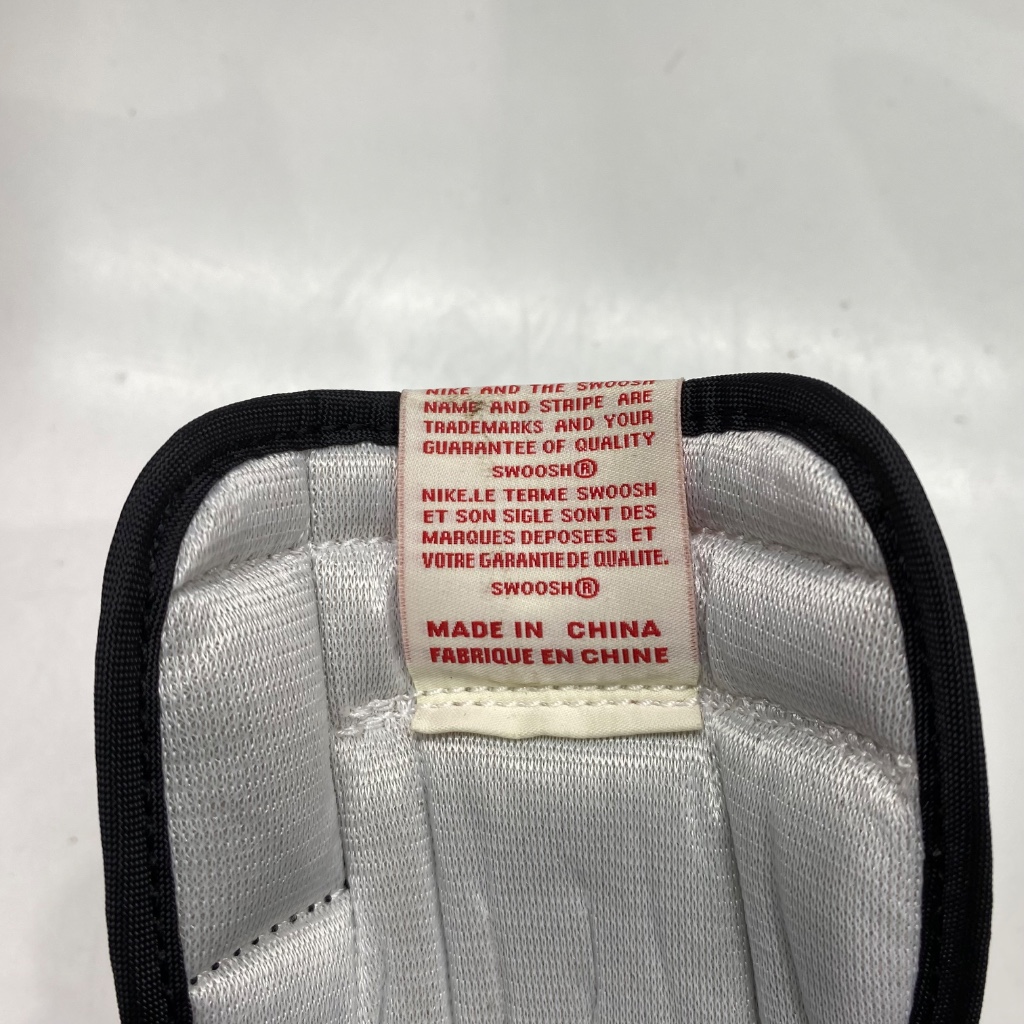 NIKE AND THE SWOOSH
NAME AND STRIPE ARE
TRADEMARKS AND YOUR
GUARANTEE OF QUALITY
SWOOSH®
NIKE.LE TERME SWOOSH
ET SON SIGLE SONT DES
MARQUES DEPOSEES ET
VOTRE GARANTIE DE QUALITE.
SWOOSH®
MADE IN CHINA
FABRIQUE EN CHINE